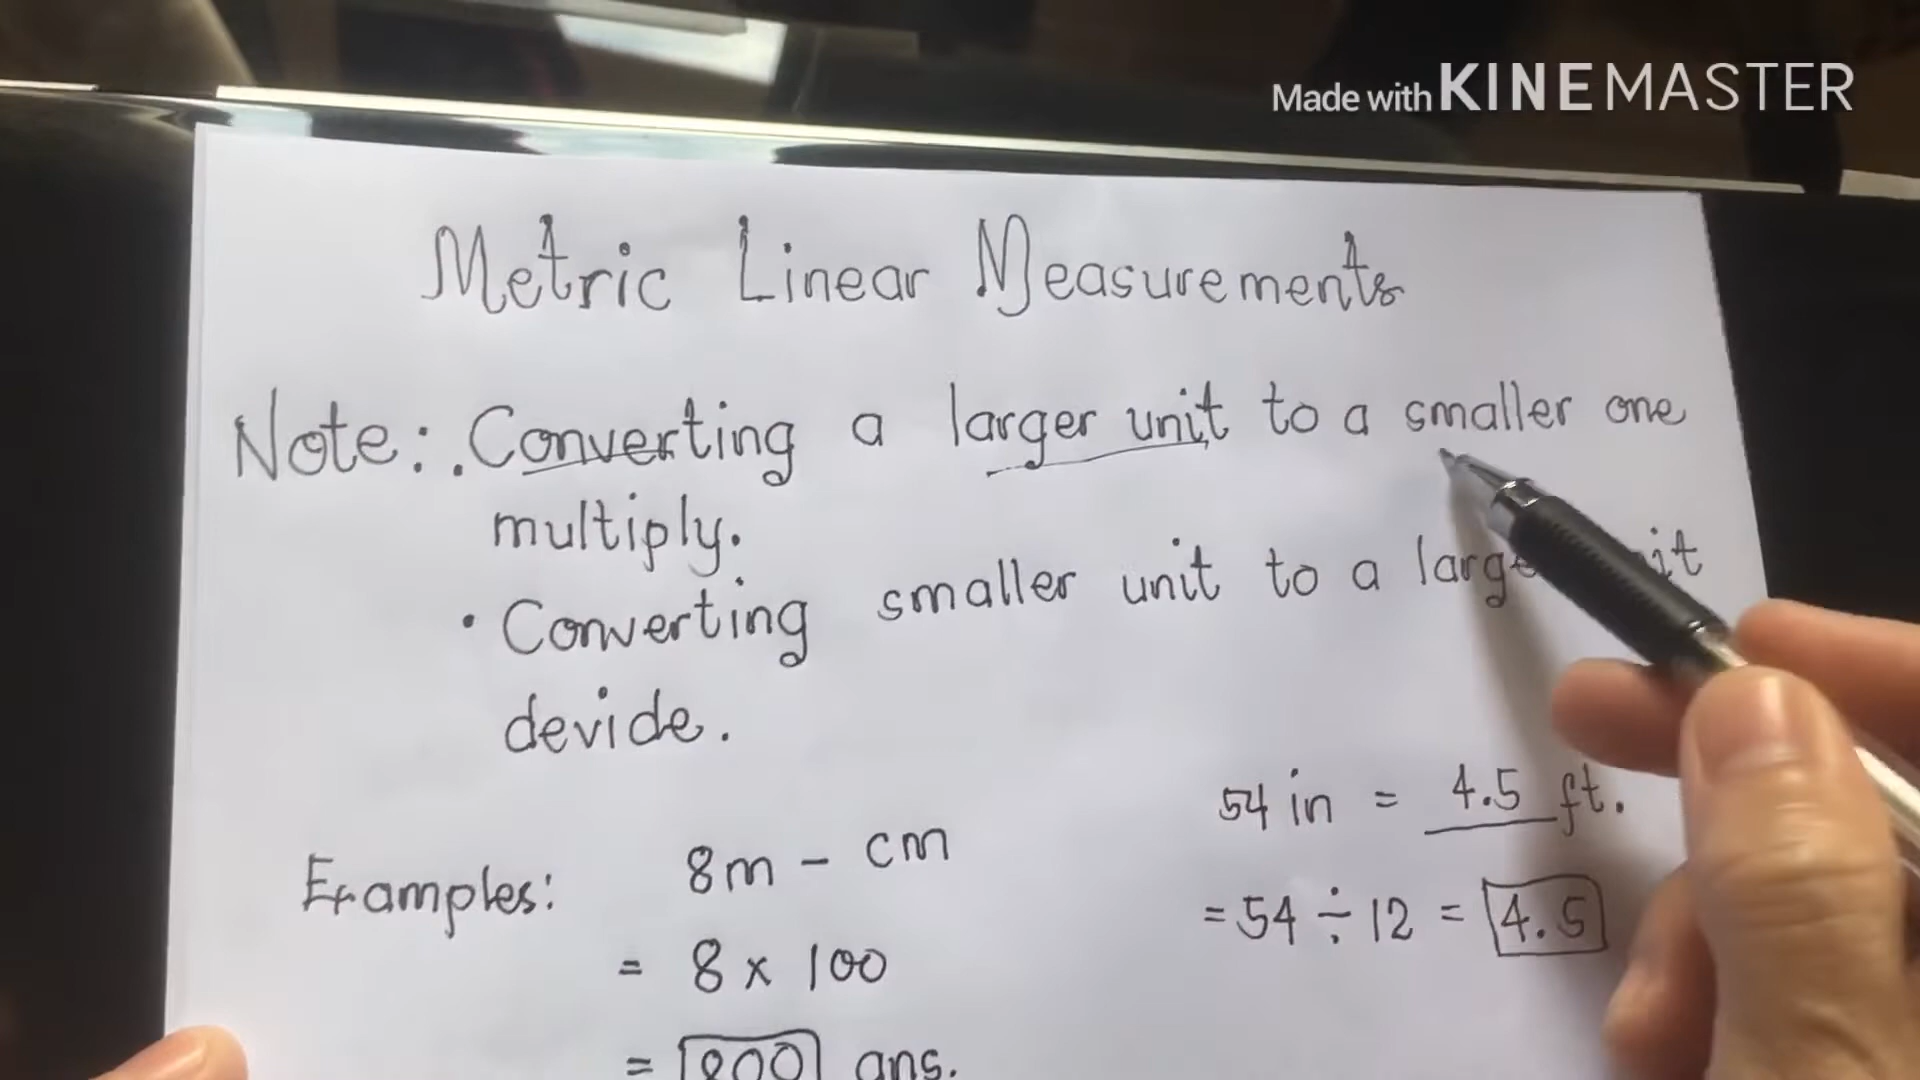 Made with KINEMASTER
Metric Linear Measurements
Note: . Converting a larger unit to a smaller one
multiply.
• Converting smaller unit to a
devide.
54 in = 4.5 ft.
= 54 ÷ 12 = 4.5
Examples: 8m - cm
= 8 x 100
= 800 ans.